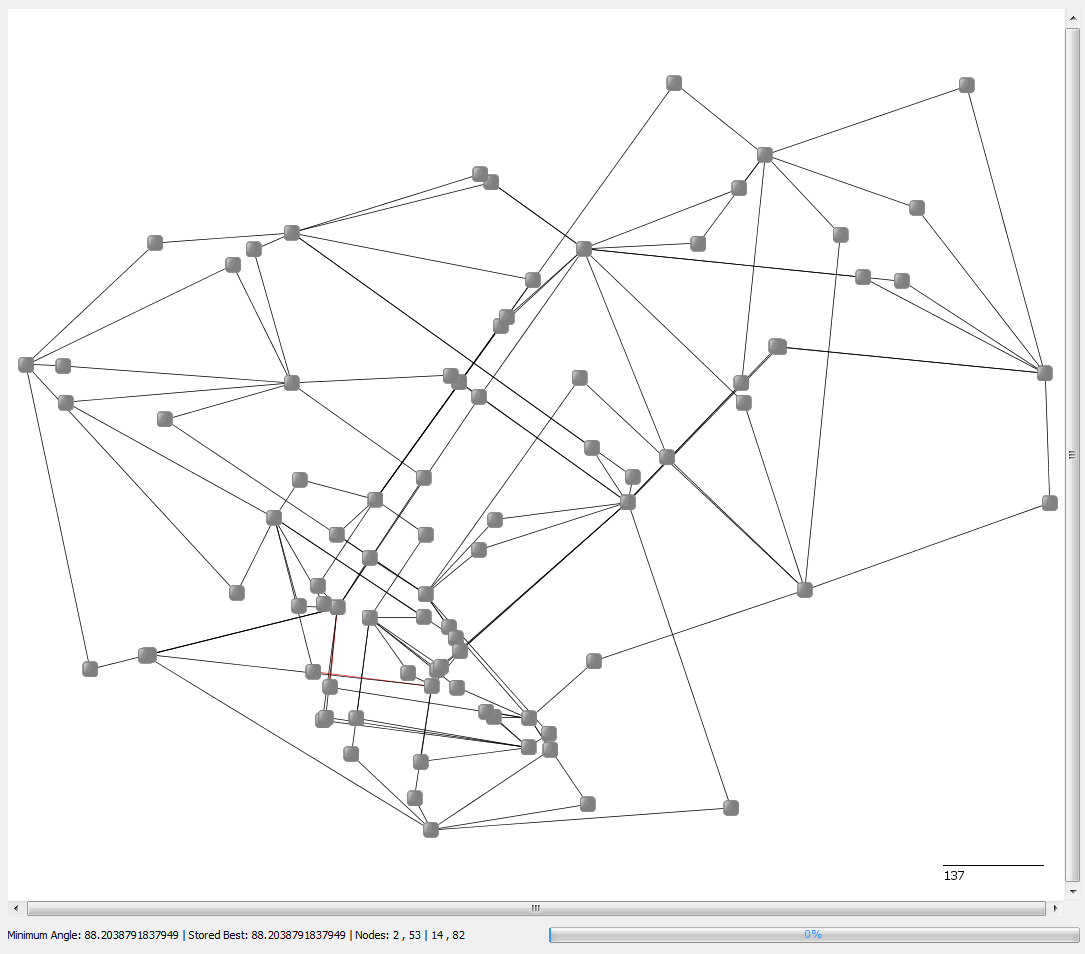 137
Minimum Angle: 88.2038791837949 | Stored Best: 88.2038791837949 | Nodes: 2 , 53 | 14 , 82
0%